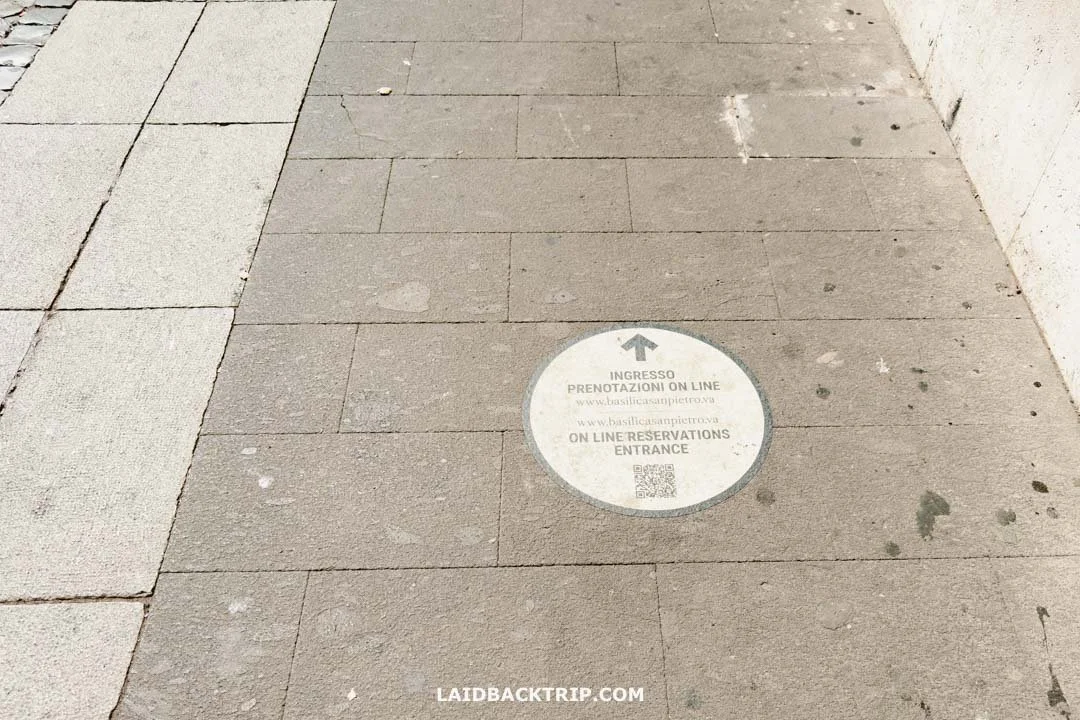 INGRESSO
PRENOTAZIONI ON LINE
www.basilicasanpietro.va
www.basilicasanpietro.va
ON LINE RESERVATIONS
ENTRANCE
LAIDBACKTRIP.COM